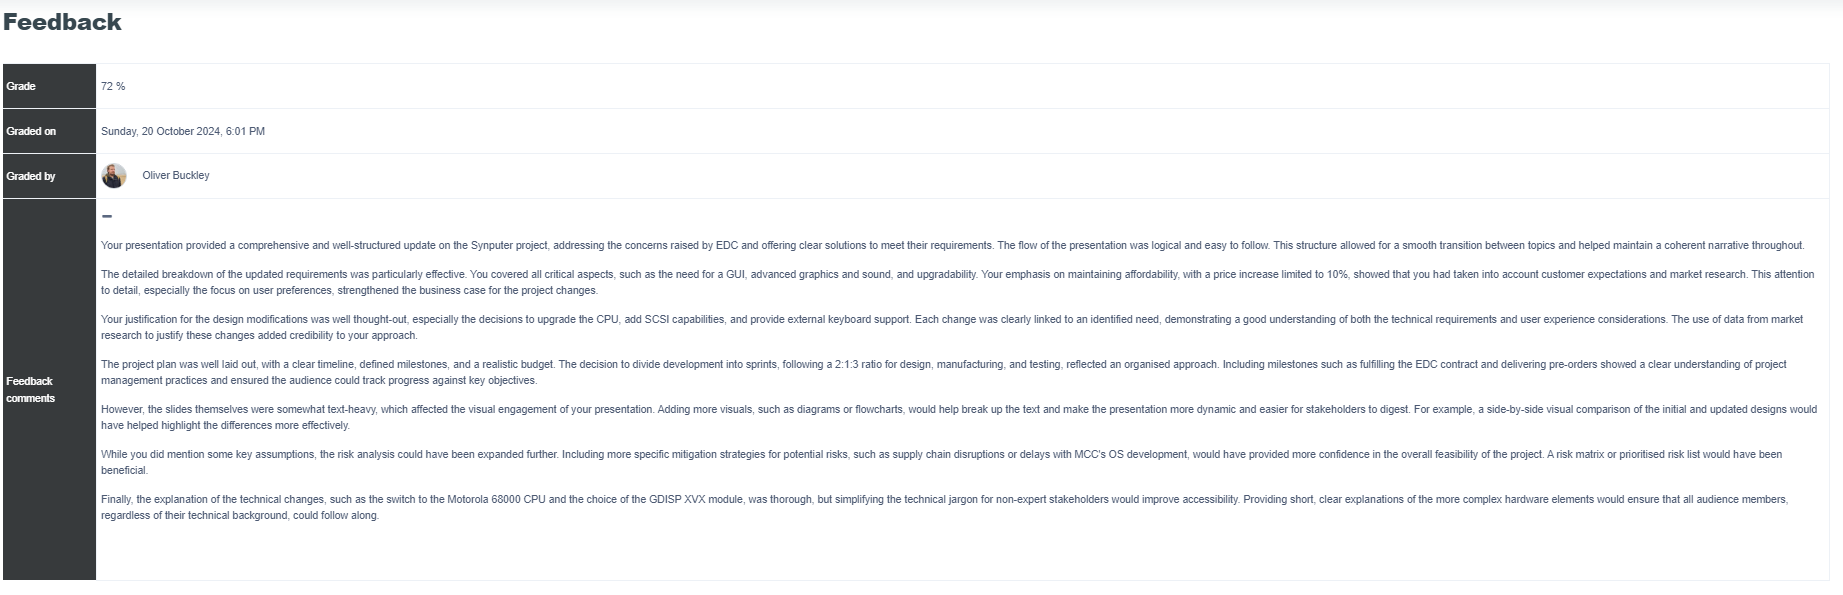 Feedback
Grade
72 %
Graded on
Sunday, 20 October 2024, 6:01 PM
Graded by
Oliver Buckley
Feedback
comments
Your presentation provided a comprehensive and well-structured update on the Synputer project, addressing the concerns raised by EDC and offering clear solutions to meet their requirements. The flow of the presentation was logical and easy to follow. This structure allowed for a smooth transition between topics and helped maintain a coherent narrative throughout.
The detailed breakdown of the updated requirements was particularly effective. You covered all critical aspects, such as the need for a GUI, advanced graphics and sound, and upgradability. Your emphasis on maintaining affordability, with a price increase limited to 10%, showed that you had taken into account customer expectations and market research. This attention
to detail, especially the focus on user preferences, strengthened the business case for the project changes.
Your justification for the design modifications was well thought-out, especially the decisions to upgrade the CPU, add SCSI capabilities, and provide external keyboard support. Each change was clearly linked to an identified need, demonstrating a good understanding of both the technical requirements and user experience considerations. The use of data from market
research to justify these changes added credibility to your approach.
The project plan was well laid out, with a clear timeline, defined milestones, and a realistic budget. The decision to divide development into sprints, following a 2:1:3 ratio for design, manufacturing, and testing, reflected an organised approach. Including milestones such as fulfilling the EDC contract and delivering pre-orders showed a clear understanding of project
management practices and ensured the audience could track progress against key objectives.
However, the slides themselves were somewhat text-heavy, which affected the visual engagement of your presentation. Adding more visuals, such as diagrams or flowcharts, would help break up the text and make the presentation more dynamic and easier for stakeholders to digest. For example, a side-by-side visual comparison of the initial and updated designs would
have helped highlight the differences more effectively.
While you did mention some key assumptions, the risk analysis could have been expanded further. Including more specific mitigation strategies for potential risks, such as supply chain disruptions or delays with MCC's OS development, would have provided more confidence in the overall feasibility of the project. A risk matrix or prioritised risk list would have been
beneficial.
Finally, the explanation of the technical changes, such as the switch to the Motorola 68000 CPU and the choice of the GDISP XVX module, was thorough, but simplifying the technical jargon for non-expert stakeholders would improve accessibility. Providing short, clear explanations of the more complex hardware elements would ensure that all audience members,
regardless of their technical background, could follow along.